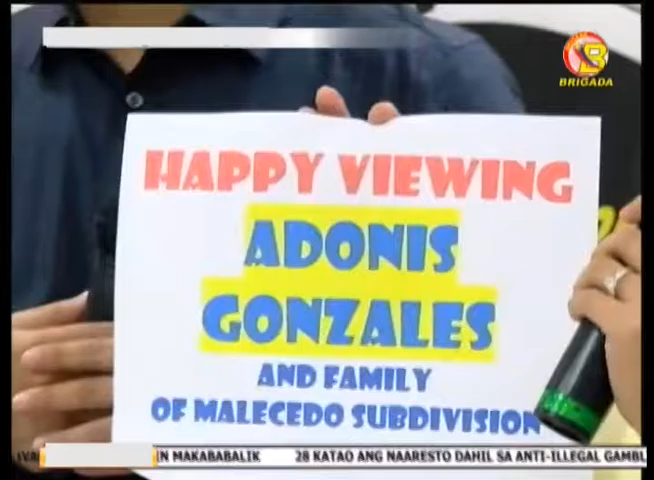 BRIGADA
HAPPY VIEWING
ADONIS
GONZALES
AND FAMILY
OF MALECEDO SUBDIVISION
IN MAKABABALIK 28 KATAO ANG NAARESTO DAHIL SA ANTI-ILLEGAL GAMBL